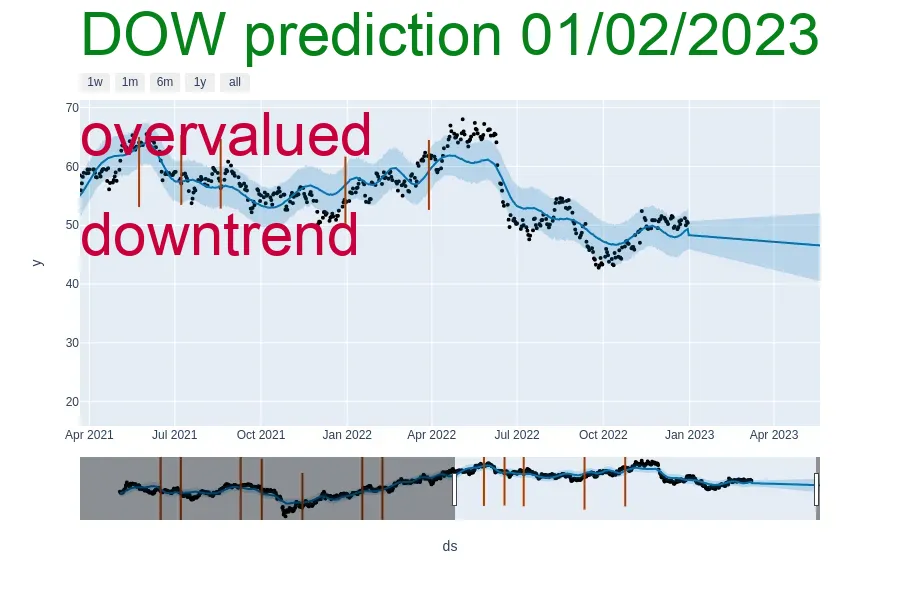 DOW prediction 01/02/2023
1w 1m 6m 1y all
70
overvalued
60
50
downtrend
y
40
30
20
Apr 2021 Jul 2021 Oct 2021 Jan 2022 Apr 2022 Jul 2022 Oct 2022 Jan 2023 Apr 2023
ds